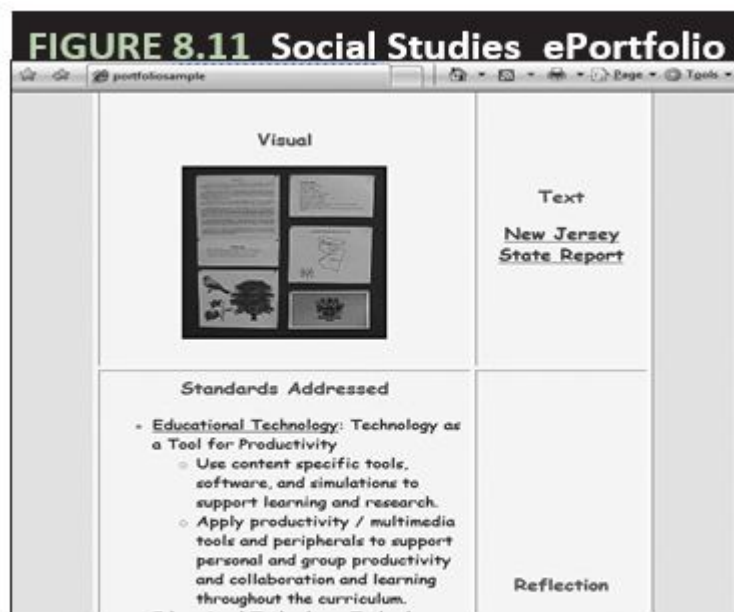 FIGURE 8.11 Social Studies ePortfolio
portfoliosample
Page
Tools
Visual
Text
New Jersey
State Report
Standards Addressed
Educational Technology: Technology as
a Tool for Productivity
Use content specific tools,
software, and simulations to
support learning and research.
Apply productivity / multimedia
tools and peripherals to support
personal and group productivity
and collaboration and learning
throughout the curriculum.
Reflection